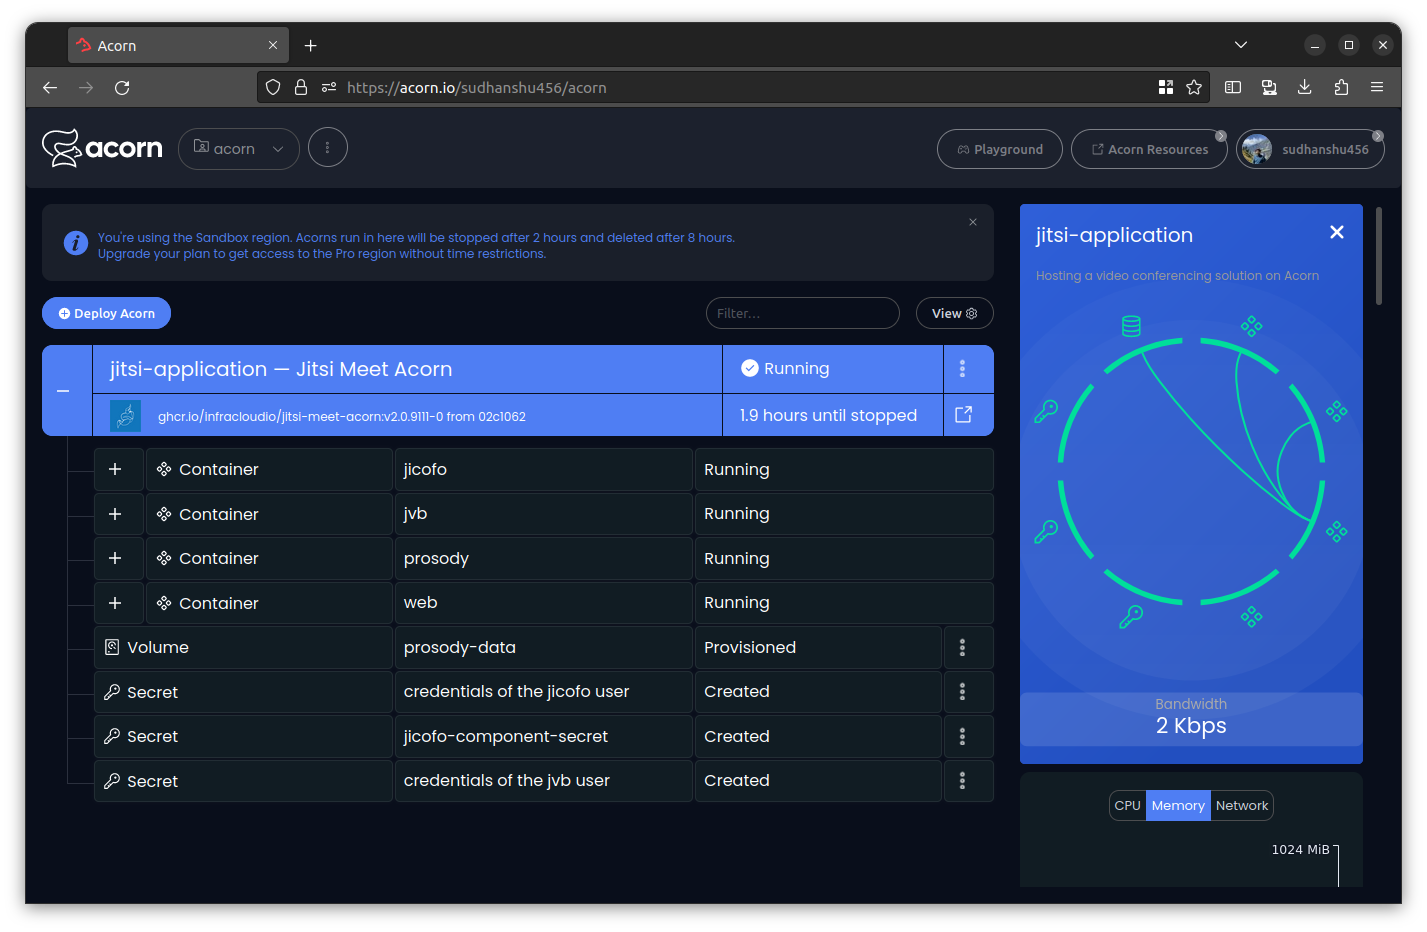 Acorn
https://acorn.io/sudhanshu456/acorn
acorn
acorn
Playground
Acorn Resources
sudhanshu456
You're using the Sandbox region. Acorns run in here will be stopped after 2 hours and deleted after 8 hours.
Upgrade your plan to get access to the Pro region without time restrictions.
Deploy Acorn
Filter...
View
jitsi-application — Jitsi Meet Acorn
Running
ghcr.io/infracloudio/jitsi-meet-acorn:v2.0.9111-0 from 02c1062
1.9 hours until stopped
Container jicofo Running
Container jvb Running
Container prosody Running
Container web Running
Volume prosody-data Provisioned
Secret credentials of the jicofo user Created
Secret jicofo-component-secret Created
Secret credentials of the jvb user Created
jitsi-application
Hosting a video conferencing solution on Acorn
Bandwidth
2 Kbps
CPU Memory Network
1024 MiB